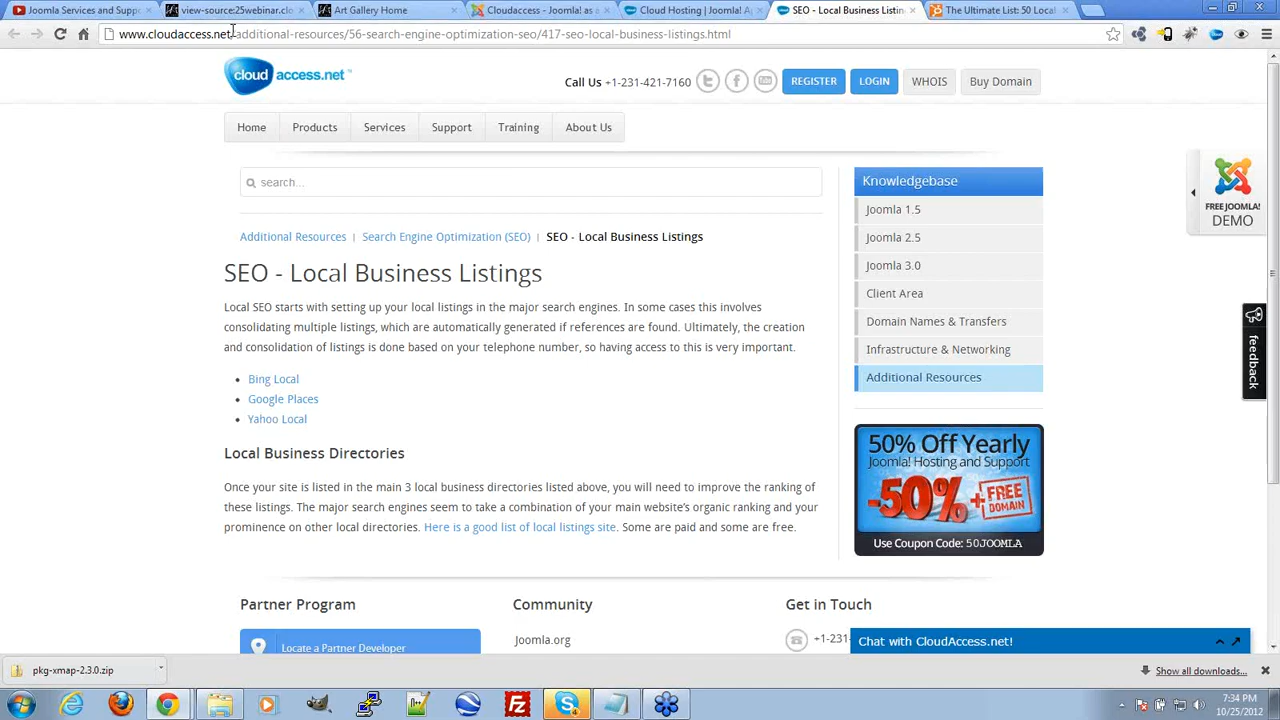 Joomla Services and Supp
view-source:25webinar.clo
Art Gallery Home
Cloudaccess - Joomla! as a
Cloud Hosting | Joomla! Ap
SEO - Local Business Listin
The Ultimate List: 50 Local
www.cloudaccess.net/additional-resources/56-search-engine-optimization-seo/417-seo-local-business-listings.html
cloudaccess.net™
Call Us +1-231-421-7160
REGISTER
LOGIN
WHOIS
Buy Domain
Home
Products
Services
Support
Training
About Us
search...
Additional Resources | Search Engine Optimization (SEO) | SEO - Local Business Listings
SEO - Local Business Listings
Local SEO starts with setting up your local listings in the major search engines. In some cases this involves
consolidating multiple listings, which are automatically generated if references are found. Ultimately, the creation
and consolidation of listings is done based on your telephone number, so having access to this is very important.
Bing Local
Google Places
Yahoo Local
Local Business Directories
Once your site is listed in the main 3 local business directories listed above, you will need to improve the ranking of
these listings. The major search engines seem to take a combination of your main website's organic ranking and your
prominence on other local directories. Here is a good list of local listings site. Some are paid and some are free.
Knowledgebase
Joomla 1.5
Joomla 2.5
Joomla 3.0
Client Area
Domain Names & Transfers
Infrastructure & Networking
Additional Resources
50% Off Yearly
Joomla! Hosting and Support
-50% + FREE DOMAIN
Use Coupon Code: 50JOOMLA
FREE JOOMLA!
DEMO
feedback
Partner Program
Locate a Partner Developer
Community
Joomla.org
Get in Touch
+1-231-
Chat with CloudAccess.net!
pkg-xmap-2.3.0.zip
Show all downloads...
7:34 PM
10/25/2012